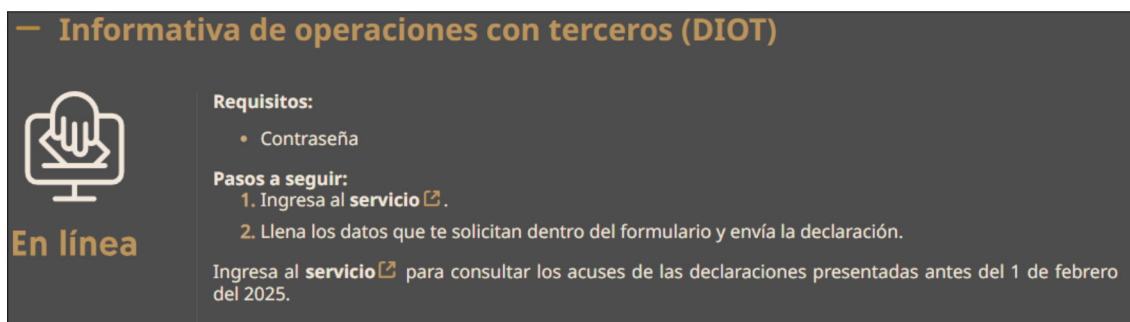 — Informativa de operaciones con terceros (DIOT)
En línea
Requisitos:
• Contraseña
Pasos a seguir:
1. Ingresa al servicio.
2. Llena los datos que te solicitan dentro del formulario y envía la declaración.
Ingresa al servicio para consultar los acuses de las declaraciones presentadas antes del 1 de febrero
del 2025.